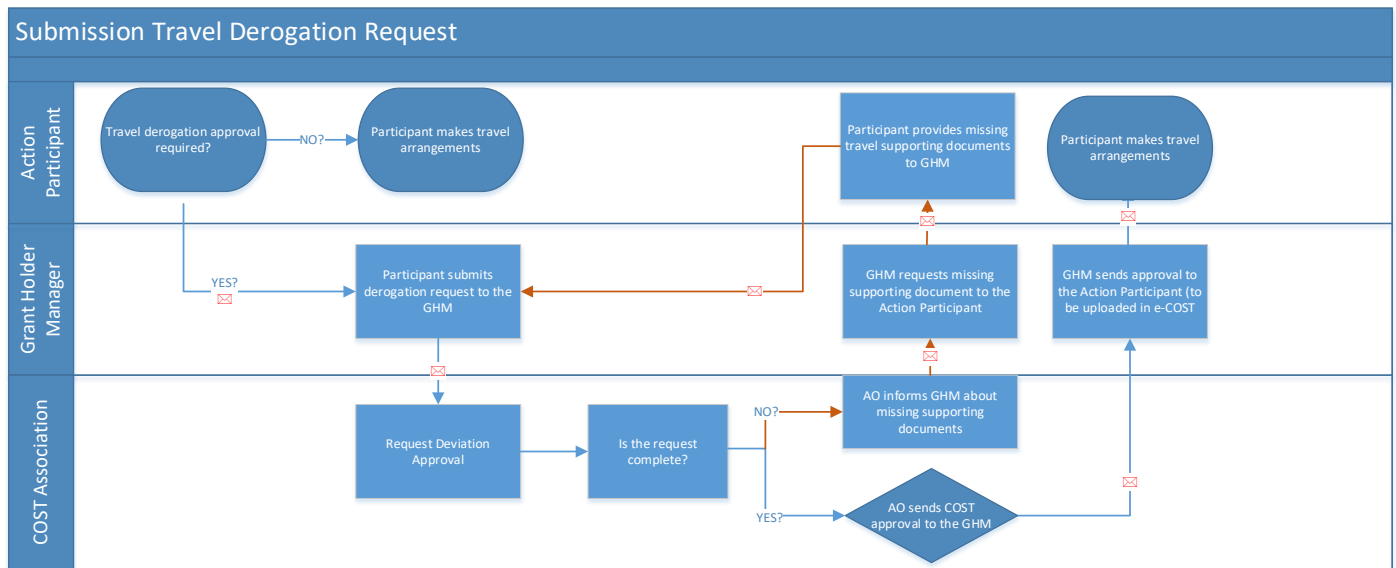 Submission Travel Derogation Request
Action
Participant
Travel derogation approval
required?
NO?
Participant makes travel
arrangements
Participant provides missing
travel supporting documents
to GHM
Participant makes travel
arrangements
Grant Holder
Manager
YES?
Participant submits
derogation request to the
GHM
GHM requests missing
supporting document to the
Action Participant
GHM sends approval to
the Action Participant (to
be uploaded in e-COST
COST Association
Request Deviation
Approval
Is the request
complete?
NO?
AO informs GHM about
missing supporting
documents
YES?
AO sends COST
approval to the GHM